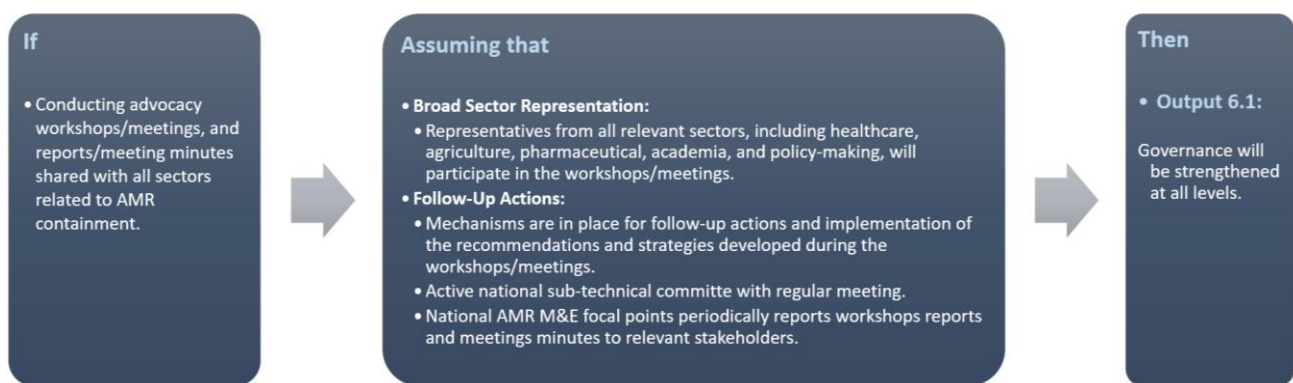 If
• Conducting advocacy
workshops/meetings, and
reports/meeting minutes
shared with all sectors
related to AMR
containment.
Assuming that
• Broad Sector Representation:
• Representatives from all relevant sectors, including healthcare,
agriculture, pharmaceutical, academia, and policy-making, will
participate in the workshops/meetings.
• Follow-Up Actions:
• Mechanisms are in place for follow-up actions and implementation of
the recommendations and strategies developed during the
workshops/meetings.
• Active national sub-technical committe with regular meeting.
• National AMR M&E focal points periodically reports workshops reports
and meetings minutes to relevant stakeholders.
Then
• Output 6.1:
Governance will
be strengthened
at all levels.